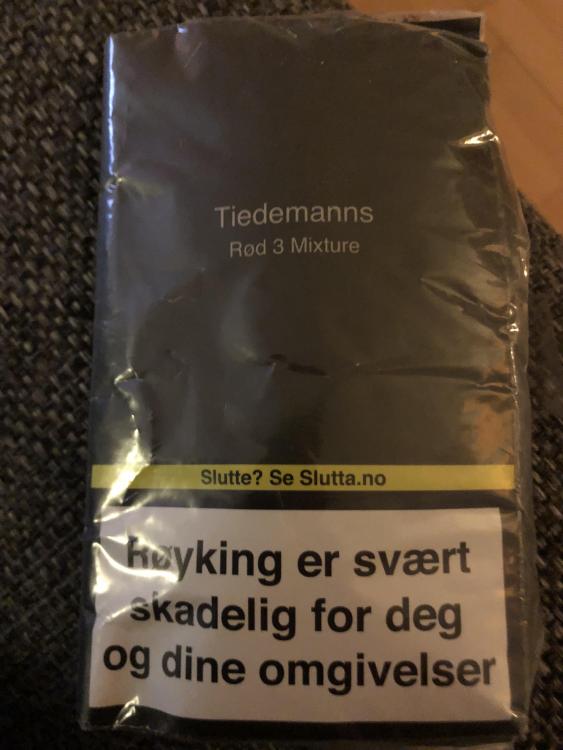 Tiedemanns
Rød 3 Mixture
Slutte? Se Slutta.no
Røyking er svært
skadelig for deg
og dine omgivelser